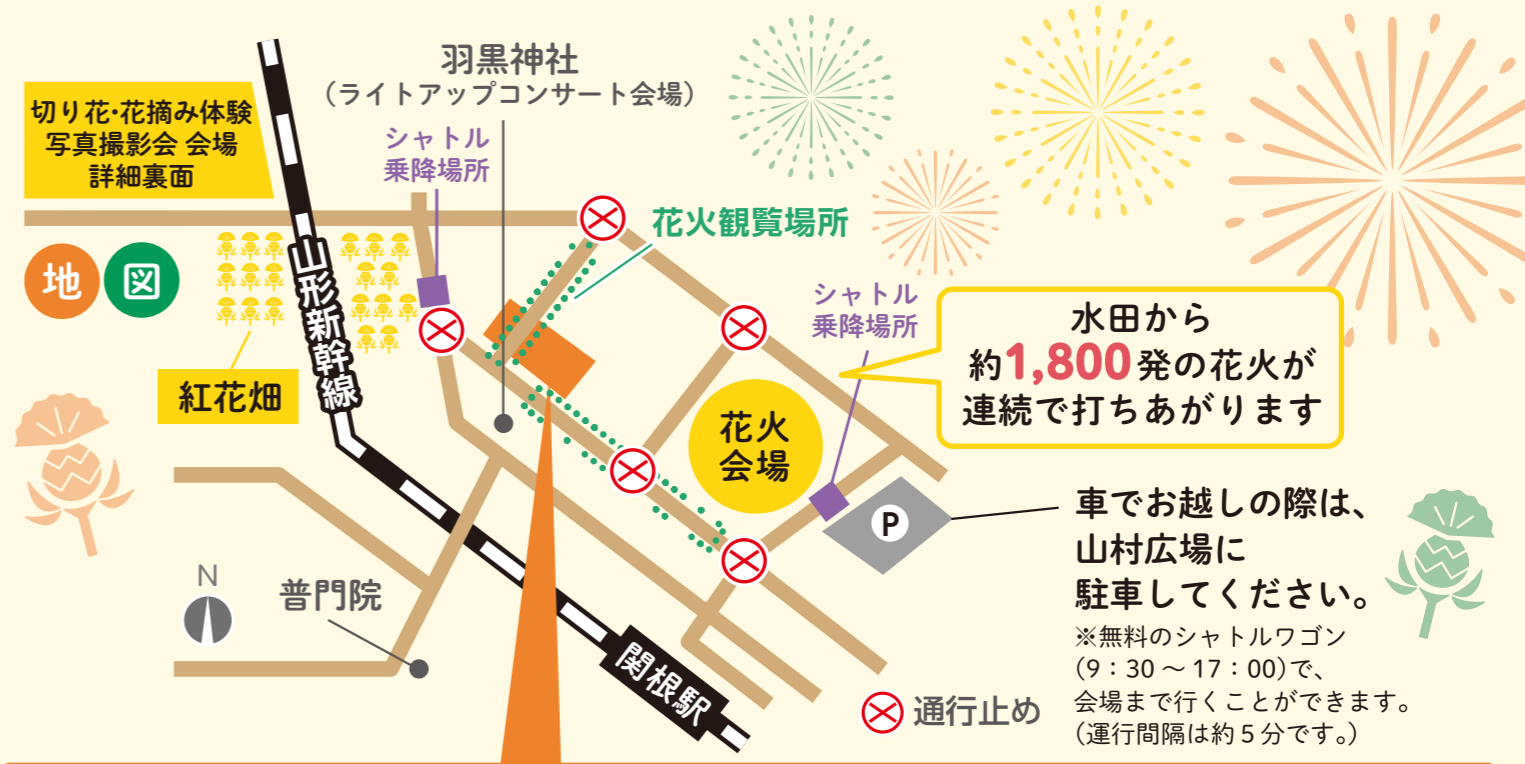 羽黒神社
（ライトアップコンサート会場）
切り花・花摘み体験
写真撮影会 会場
詳細裏面
シャトル
乗降場所
花火観覧場所
地図
山形新幹線
紅花畑
シャトル
乗降場所
水田から
約1,800発の花火が
連続で打ちあがります
花火
会場
P
車でお越しの際は、
山村広場に
駐車してください。
※無料のシャトルワゴン
（9：30～17：00）で、
会場まで行くことができます。
（運行間隔は約5分です。）
N
普門院
関根駅
通行止め